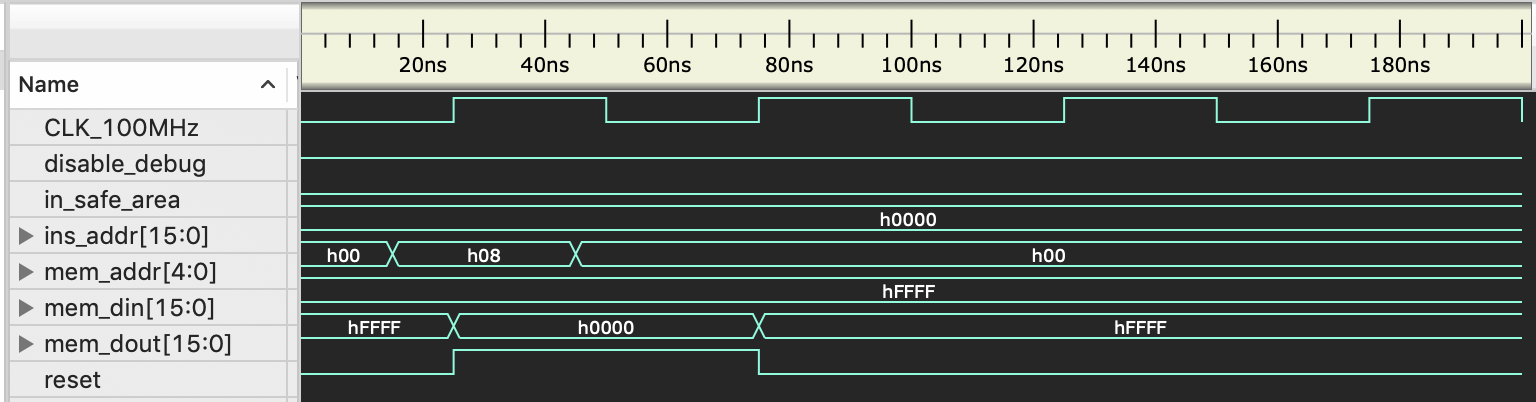 20ns 40ns 60ns 80ns 100ns 120ns 140ns 160ns 180ns
Name
CLK_100MHz
disable_debug
in_safe_area
h0000
ins_addr[15:0]
h00 h08 h00
mem_addr[4:0]
hFFFF
mem_din[15:0]
hFFFF h0000 hFFFF
mem_dout[15:0]
reset